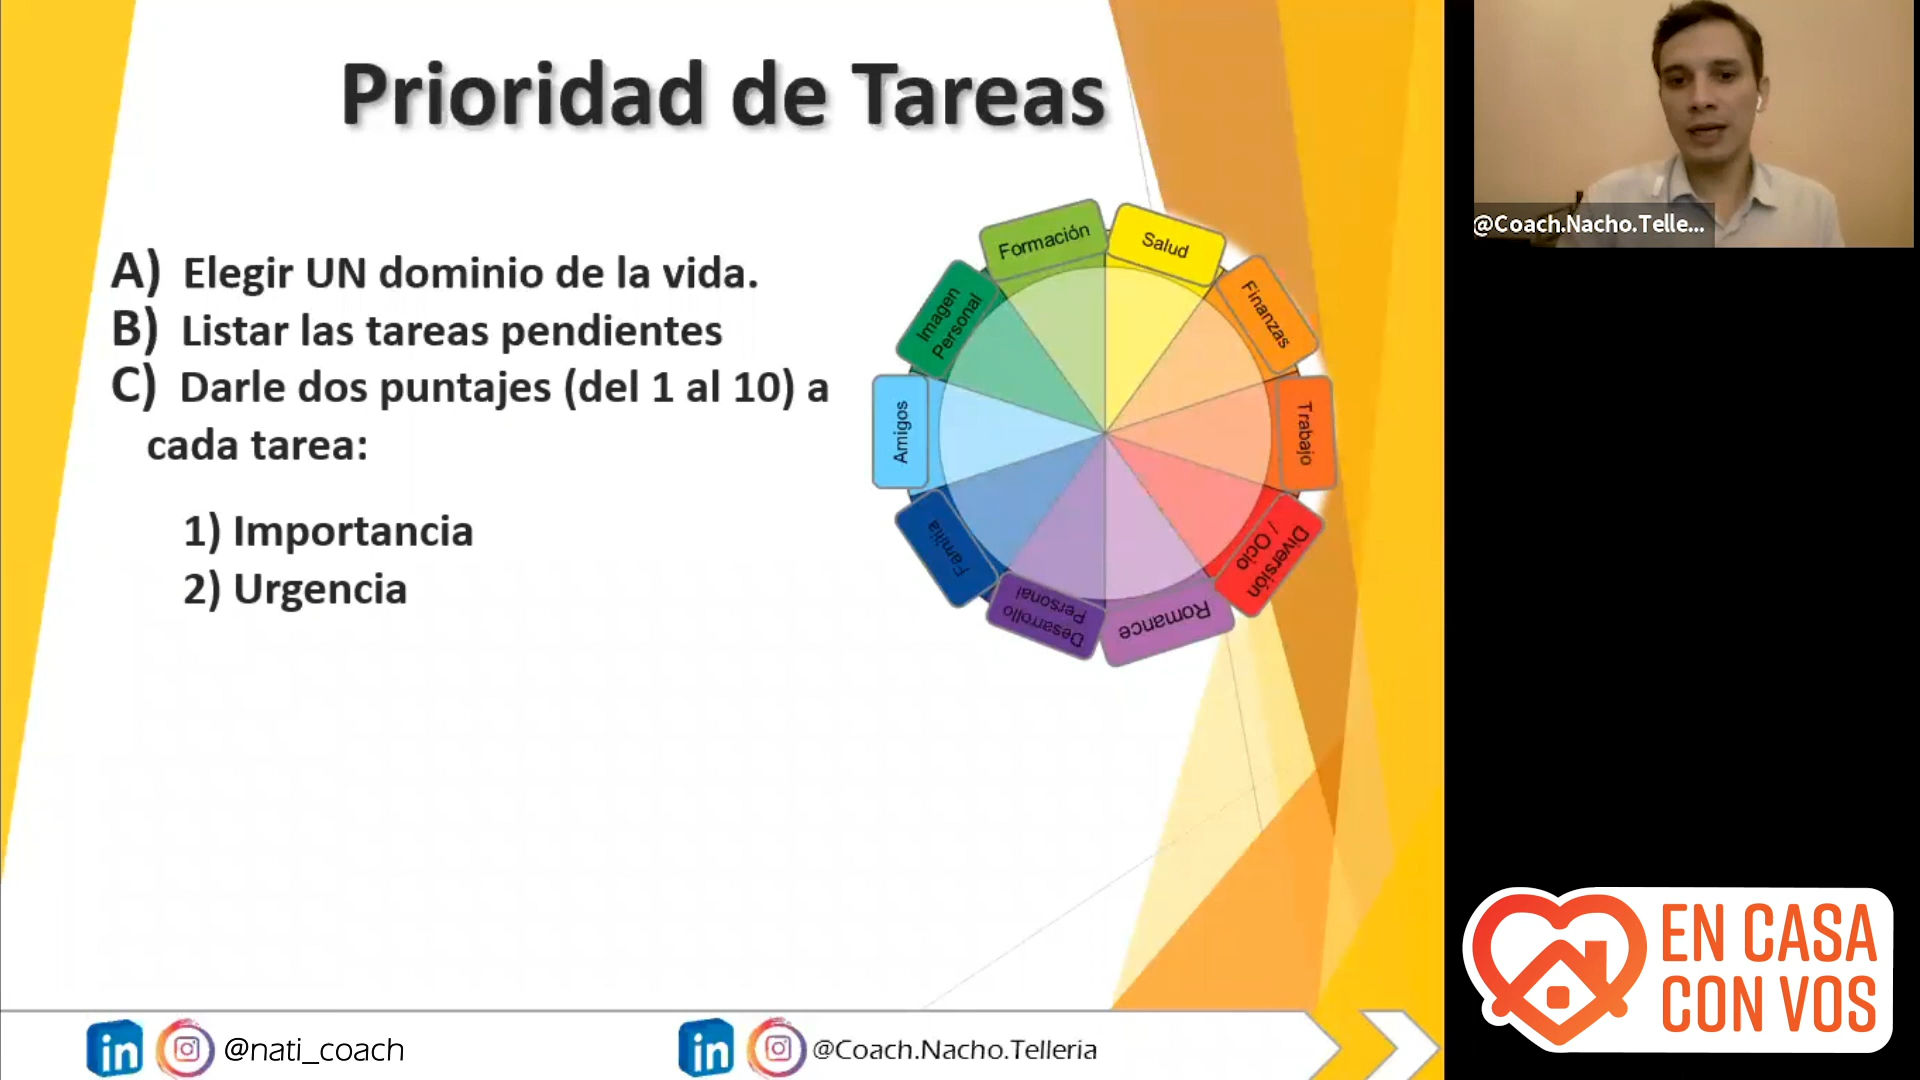 Prioridad de Tareas
A) Elegir UN dominio de la vida.
B) Listar las tareas pendientes
C) Darle dos puntajes (del 1 al 10) a
cada tarea:
1) Importancia
2) Urgencia
Formación
Salud
Finanzas
Trabajo
Diversión
/ Ocio
Romance
Desarrollo
Personal
Familia
Amigos
Imagen
Personal
@Coach.Nacho.Telle...
EN CASA
CON VOS
in
@nati_coach
in
@Coach.Nacho.Telleria